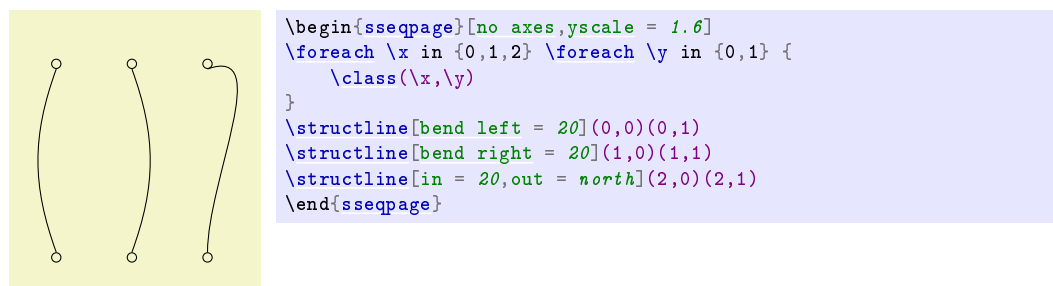 \begin{sseqpage}[no axes,yscale = 1.6]
\foreach \x in {0,1,2} \foreach \y in {0,1} {
    \class(\x,\y)
}
\structline[bend left = 20](0,0)(0,1)
\structline[bend right = 20](1,0)(1,1)
\structline[in = 20,out = north](2,0)(2,1)
\end{sseqpage}